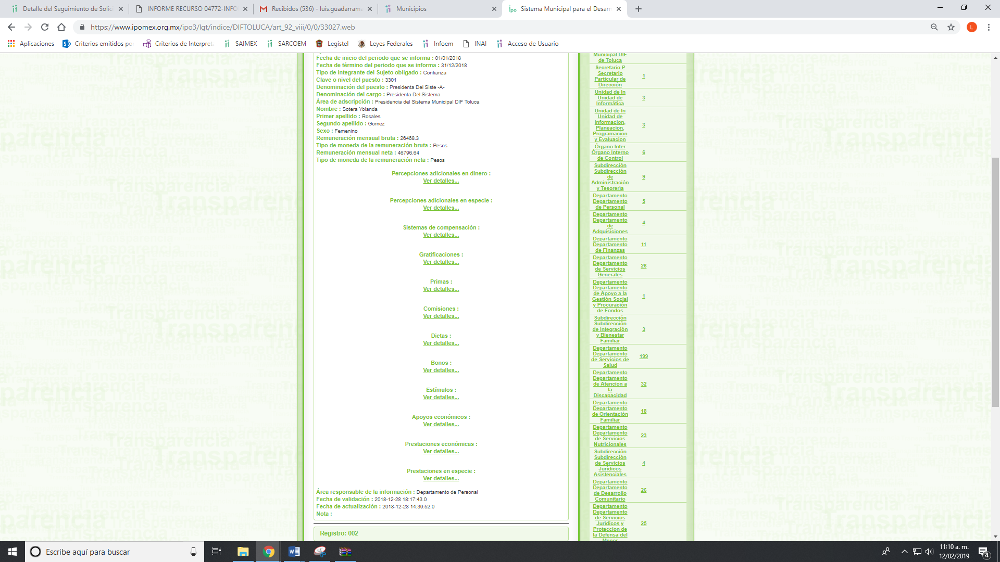 Detalle del Seguimiento de Solici
INFORME RECURSO 04772-INFO
Recibidos (536) - luis.guadarrama
Municipios
Sistema Municipal para el Desarr
https://www.ipomex.org.mx/ipo3/lgt/indice/DIFTOLUCA/art_92_viii/0/0/33027.web
L
Aplicaciones
Criterios emitidos po
Criterios de Interpreta
SAIMEX
SARCOEM
Legistel
Leyes Federales
Infoem
INAI
Acceso de Usuario
Fecha de inicio del periodo que se informa : 01/01/2018
Fecha de término del periodo que se informa : 31/12/2018
Tipo de integrante del Sujeto obligado : Confianza
Clave o nivel del puesto : 3301
Denominación del puesto : Presidenta Del Siste -A-
Denominación del cargo : Presidenta Del Sistema
Área de adscripción : Presidencia del Sistema Municipal DIF Toluca
Nombre : Sotera Yolanda
Primer apellido : Rosales
Segundo apellido : Gomez
Sexo : Femenino
Remuneración mensual bruta : 26468.3
Tipo de moneda de la remuneración bruta : Pesos
Remuneración mensual neta : 46796.64
Tipo de moneda de la remuneración neta : Pesos
Percepciones adicionales en dinero :
Ver detalles...
Percepciones adicionales en especie :
Ver detalles...
Sistemas de compensación :
Ver detalles...
Gratificaciones :
Ver detalles...
Primas :
Ver detalles...
Comisiones :
Ver detalles...
Dietas :
Ver detalles...
Bonos :
Ver detalles...
Estímulos :
Ver detalles...
Apoyos económicos :
Ver detalles...
Prestaciones económicas :
Ver detalles...
Prestaciones en especie :
Ver detalles...
Área responsable de la información : Departamento de Personal
Fecha de validación : 2018-12-28 18:17:43.0
Fecha de actualización : 2018-12-28 14:39:52.0
Nota :
Registro: 002
Municipal DIF
de Toluca
Secretario P
Secretario
Particular de
Dirección
1
Unidad de In
Unidad de
Informática
3
Unidad de In
Unidad de
Informacion,
Planeacion,
Programacion
y Evaluacion
3
Órgano Inter
Órgano Interno
de Control
6
Subdirección
Subdirección
de
Administración
y Tesorería
9
Departamento
Departamento
de Personal
5
Departamento
Departamento
de
Adquisiciones
4
Departamento
Departamento
de Finanzas
11
Departamento
Departamento
de Servicios
Generales
26
Departamento
Departamento
de Apoyo a la
Gestión Social
y Procuración
de Fondos
1
Subdirección
Subdirección
de Integración
y Bienestar
Familiar
3
Departamento
Departamento
de Servicios de
Salud
199
Departamento
Departamento
de Atencion a
la
Discapacidad
32
Departamento
Departamento
de Orientación
Familiar
18
Departamento
Departamento
de Servicios
Nutricionales
23
Subdirección
Subdirección
de Servicios
Jurídicos
Asistenciales
4
Departamento
Departamento
de Desarrollo
Comunitario
26
Departamento
Departamento
de Servicios
Jurídicos y
Proteccion de
la Defensa del
Menor
25
Escribe aquí para buscar
11:10 a. m.
12/02/2019
4